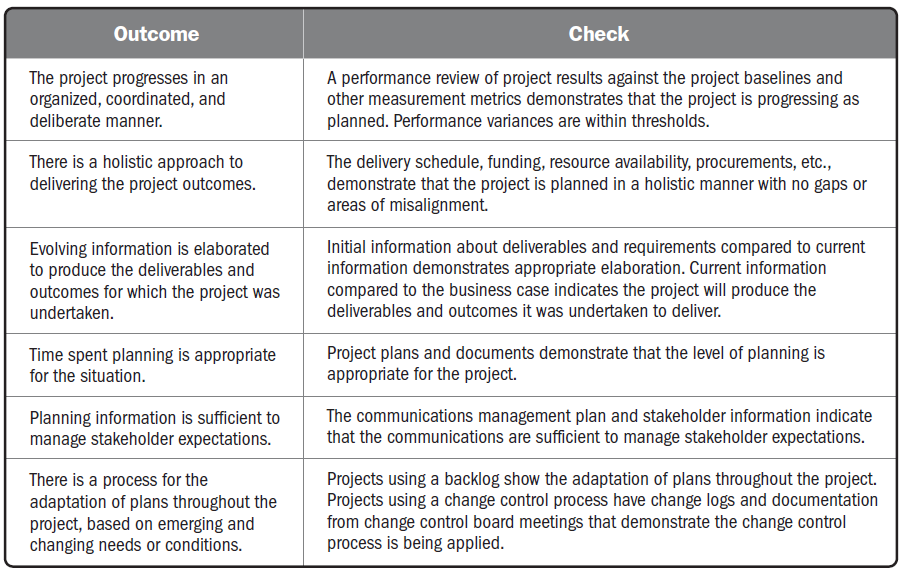 Outcome
Check
The project progresses in an
organized, coordinated, and
deliberate manner.
A performance review of project results against the project baselines and
other measurement metrics demonstrates that the project is progressing as
planned. Performance variances are within thresholds.
There is a holistic approach to
delivering the project outcomes.
The delivery schedule, funding, resource availability, procurements, etc.,
demonstrate that the project is planned in a holistic manner with no gaps or
areas of misalignment.
Evolving information is elaborated
to produce the deliverables and
outcomes for which the project was
undertaken.
Initial information about deliverables and requirements compared to current
information demonstrates appropriate elaboration. Current information
compared to the business case indicates the project will produce the
deliverables and outcomes it was undertaken to deliver.
Time spent planning is appropriate
for the situation.
Project plans and documents demonstrate that the level of planning is
appropriate for the project.
Planning information is sufficient to
manage stakeholder expectations.
The communications management plan and stakeholder information indicate
that the communications are sufficient to manage stakeholder expectations.
There is a process for the
adaptation of plans throughout the
project, based on emerging and
changing needs or conditions.
Projects using a backlog show the adaptation of plans throughout the project.
Projects using a change control process have change logs and documentation
from change control board meetings that demonstrate the change control
process is being applied.